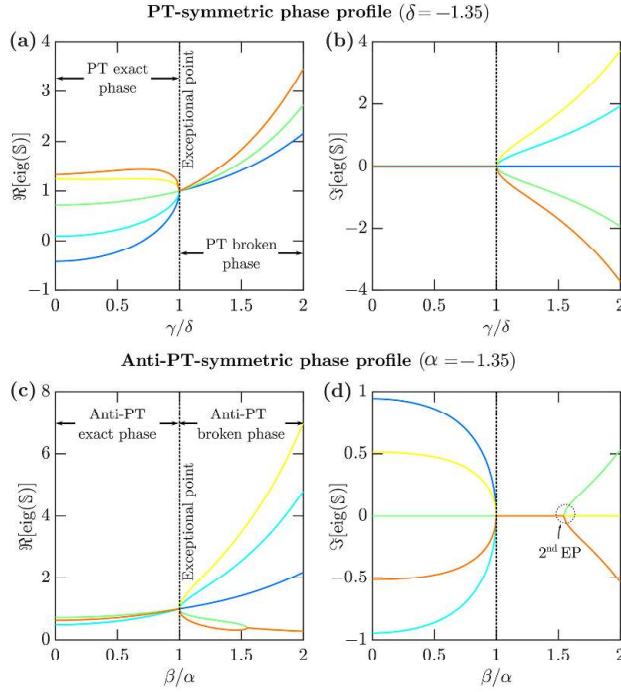 PT-symmetric phase profile (δ=−1.35)
(a)
4
3
2
1
0
−1
ℜ[eig(𝕊)]
PT exact
phase
Exceptional point
PT broken
phase
0 0.5 1 1.5 2
γ/δ
(b)
4
2
0
−2
−4
ℑ[eig(𝕊)]
0 0.5 1 1.5 2
γ/δ
Anti-PT-symmetric phase profile (α=−1.35)
(c)
8
6
4
2
0
ℜ[eig(𝕊)]
Anti-PT
exact phase
Anti-PT
broken phase
Exceptional point
0 0.5 1 1.5 2
β/α
(d)
1
0.5
0
−0.5
−1
ℑ[eig(𝕊)]
2nd EP
0 0.5 1 1.5 2
β/α